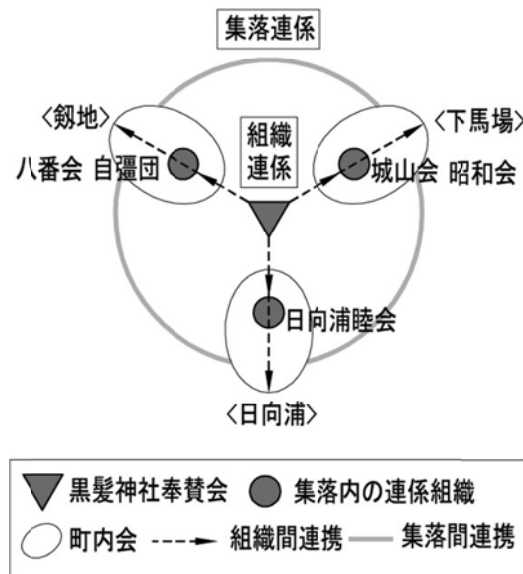 集落連係
〈剱地〉
〈下馬場〉
組織
連係
八番会 自彊団
城山会 昭和会
日向浦睦会
〈日向浦〉
黒髪神社奉賛会
集落内の連係組織
町内会
組織間連携
集落間連携